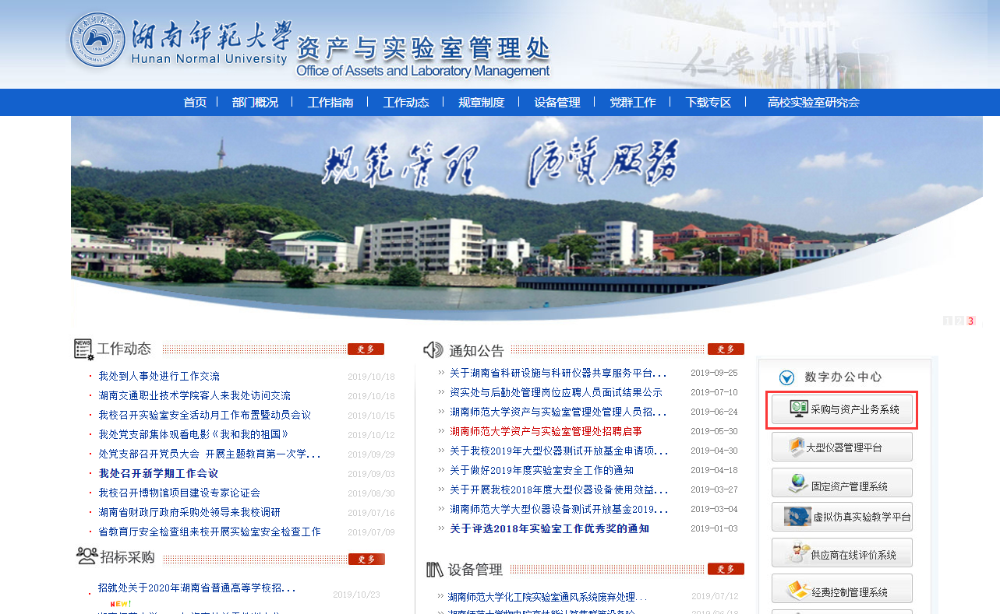 湖南师范大学
Hunan Normal University
资产与实验室管理处
Office of Assets and Laboratory Management
仁爱精勤
首页
部门概况
工作指南
工作动态
规章制度
设备管理
党群工作
下载专区
高校实验室研究会
规范管理 优质服务
1 2 3
工作动态
更多
我处到人事处进行工作交流 2019/10/18
湖南交通职业技术学院客人来我处访问交流 2019/10/18
我校召开实验室安全活动月工作布置暨动员会议 2019/10/15
我处党支部集体观看电影《我和我的祖国》 2019/10/12
处党支部召开党员大会 开展主题教育第一次学... 2019/09/29
我处召开新学期工作会议 2019/09/03
我校召开博物馆项目建设专家论证会 2019/08/30
湖南省财政厅政府采购处领导来我校调研 2019/07/16
省教育厅安全检查组来校开展实验室安全检查工作 2019/07/09
招标采购
更多
招就处关于2020年湖南省普通高等学校招... 2019/10/23
NEW!
通知公告
更多
关于湖南省科研设施与科研仪器共享服务平台... 2019-09-25
资实处与后勤处管理岗位应聘人员面试结果公示 2019-07-10
湖南师范大学资产与实验室管理处管理人员招... 2019-06-24
湖南师范大学资产与实验室管理处招聘启事 2019-05-30
关于我校2019年大型仪器测试开放基金申请项... 2019-04-30
关于做好2019年度实验室安全工作的通知 2019-04-18
关于开展我校2018年度大型仪器设备使用效益... 2019-03-27
湖南师范大学大型仪器设备测试开放基金2019... 2019-03-04
关于评选2018年实验室工作优秀奖的通知 2019-01-03
设备管理
更多
湖南师范大学化工院实验室通风系统废弃处理... 2019/07/12
数字办公中心
采购与资产业务系统
大型仪器管理平台
固定资产管理系统
虚拟仿真实验教学平台
供应商在线评价系统
经费控制管理系统